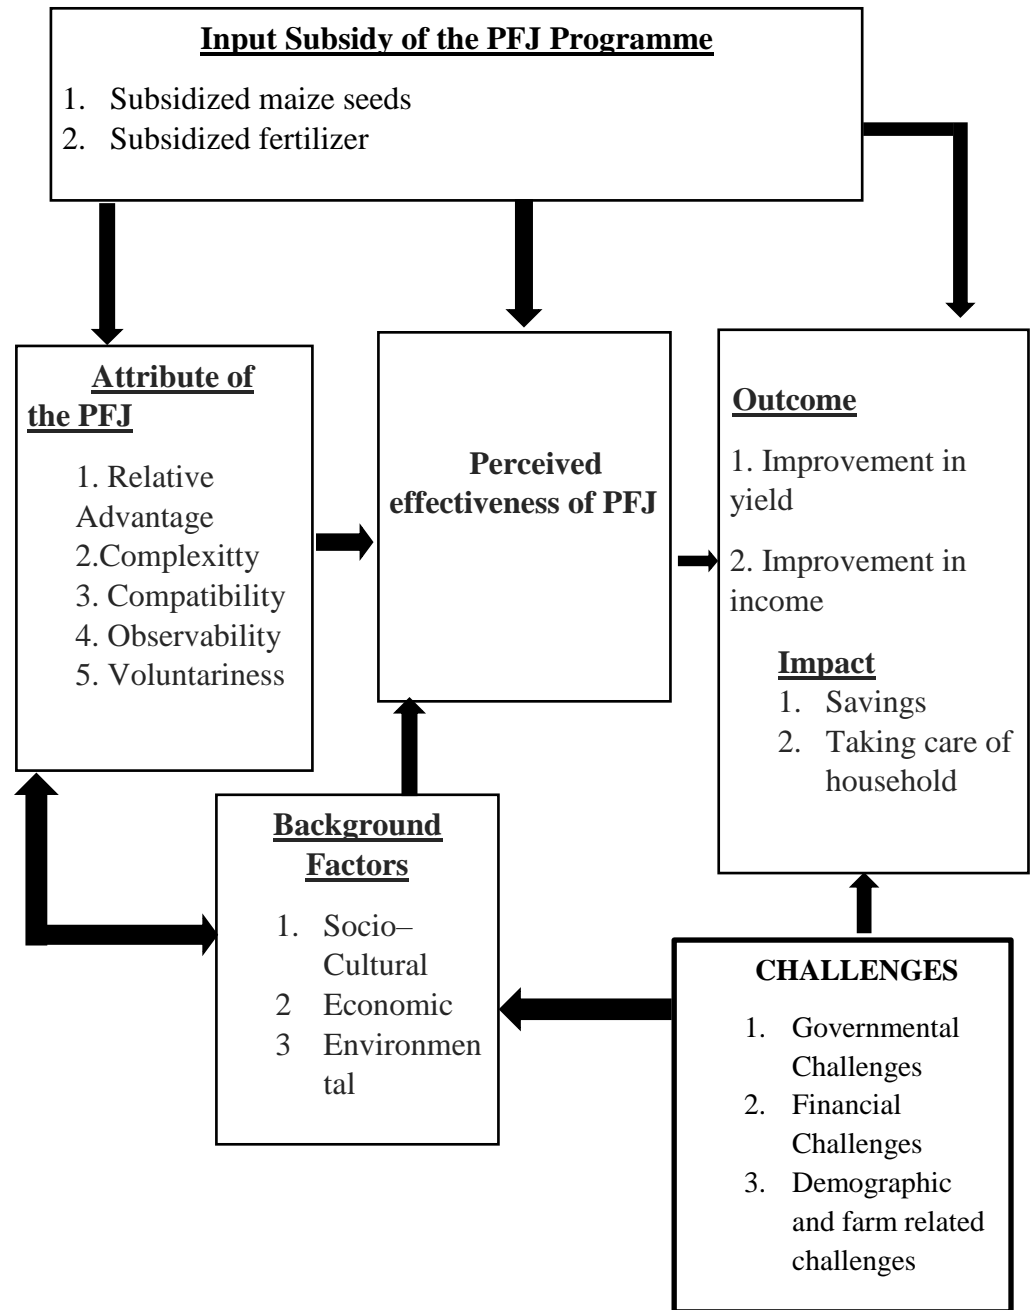 Input Subsidy of the PFJ Programme
1. Subsidized maize seeds
2. Subsidized fertilizer
Attribute of
the PFJ
1. Relative
Advantage
2.Complexitty
3. Compatibility
4. Observability
5. Voluntariness
Perceived
effectiveness of PFJ
Outcome
1. Improvement in
yield
2. Improvement in
income
Impact
1. Savings
2. Taking care of
household
Background
Factors
1. Socio–
Cultural
2 Economic
3 Environmen
tal
CHALLENGES
1. Governmental
Challenges
2. Financial
Challenges
3. Demographic
and farm related
challenges